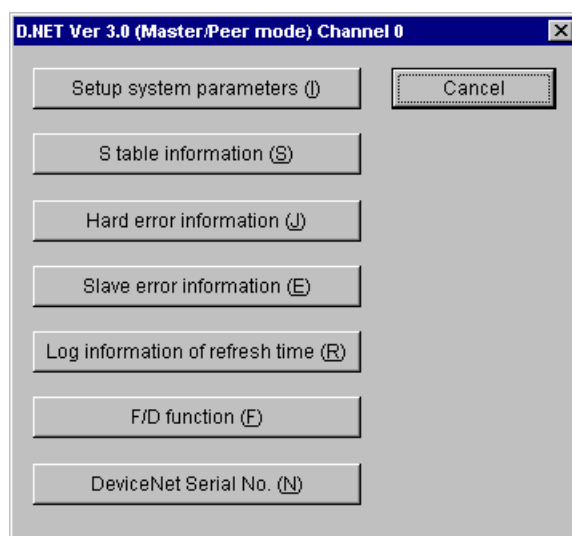 D.NET Ver 3.0 (Master/Peer mode) Channel 0
Setup system parameters (I)
Cancel
S table information (S)
Hard error information (J)
Slave error information (E)
Log information of refresh time (R)
F/D function (F)
DeviceNet Serial No. (N)